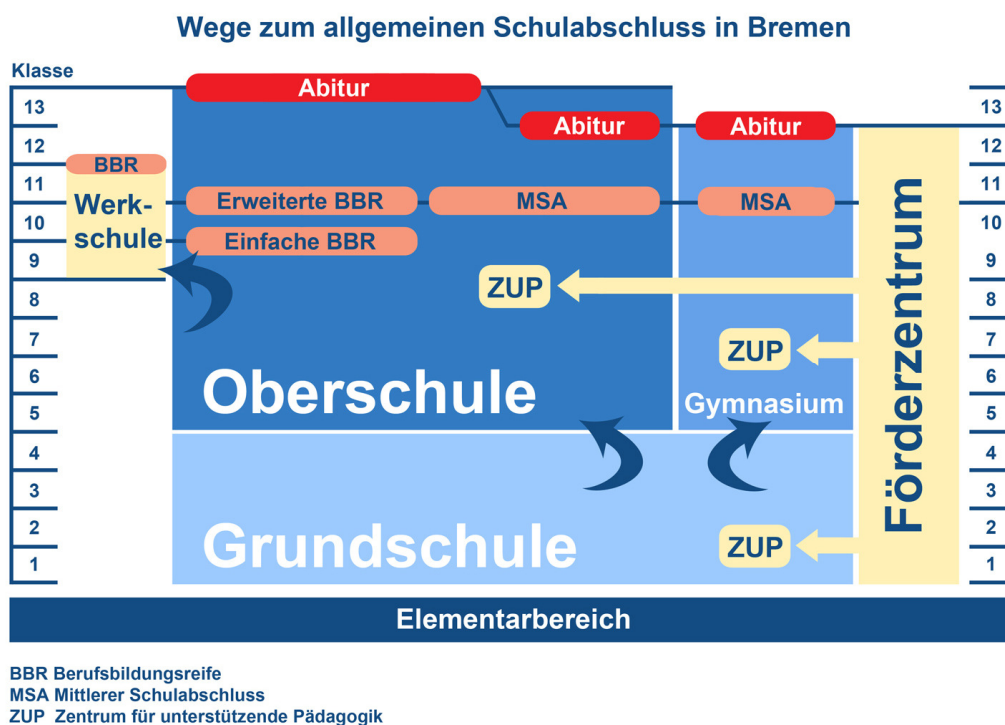 Wege zum allgemeinen Schulabschluss in Bremen
Klasse
13
12
11
10
9
8
7
6
5
4
3
2
1
Abitur
Abitur
Abitur
BBR
Werk-
schule
Erweiterte BBR
MSA
MSA
Einfache BBR
ZUP
ZUP
Oberschule
Gymnasium
Grundschule
ZUP
Förderzentrum
13
12
11
10
9
8
7
6
5
4
3
2
1
Elementarbereich
BBR Berufsbildungsreife
MSA Mittlerer Schulabschluss
ZUP Zentrum für unterstützende Pädagogik